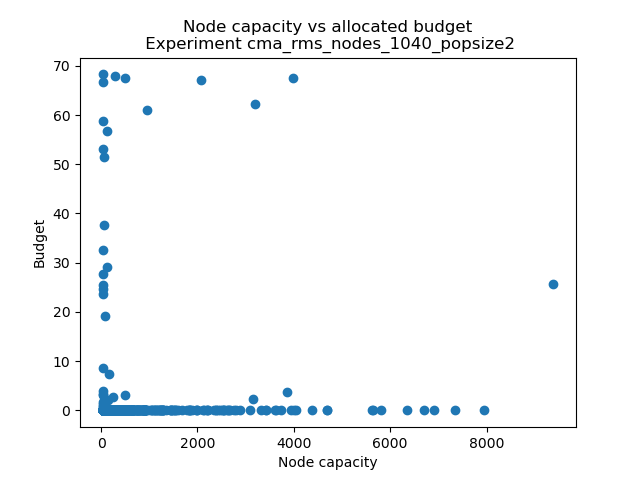 Node capacity vs allocated budget
Experiment cma_rms_nodes_1040_popsize2
70
60
50
40
30
20
10
0
Budget
0 2000 4000 6000 8000
Node capacity